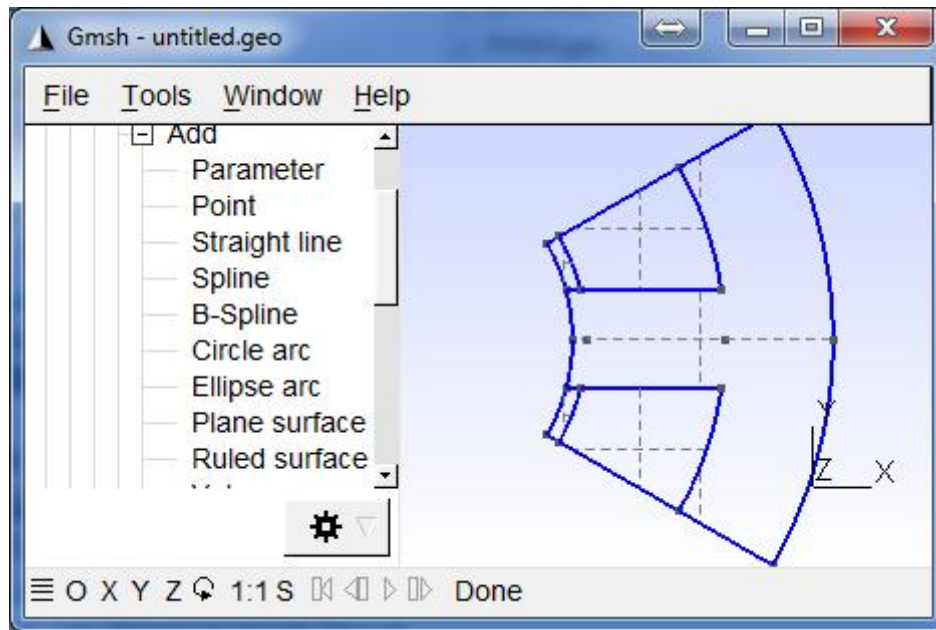 Gmsh - untitled.geo
File Tools Window Help
Add
Parameter
Point
Straight line
Spline
B-Spline
Circle arc
Ellipse arc
Plane surface
Ruled surface
Y
Z X
O X Y Z 1:1 S Done